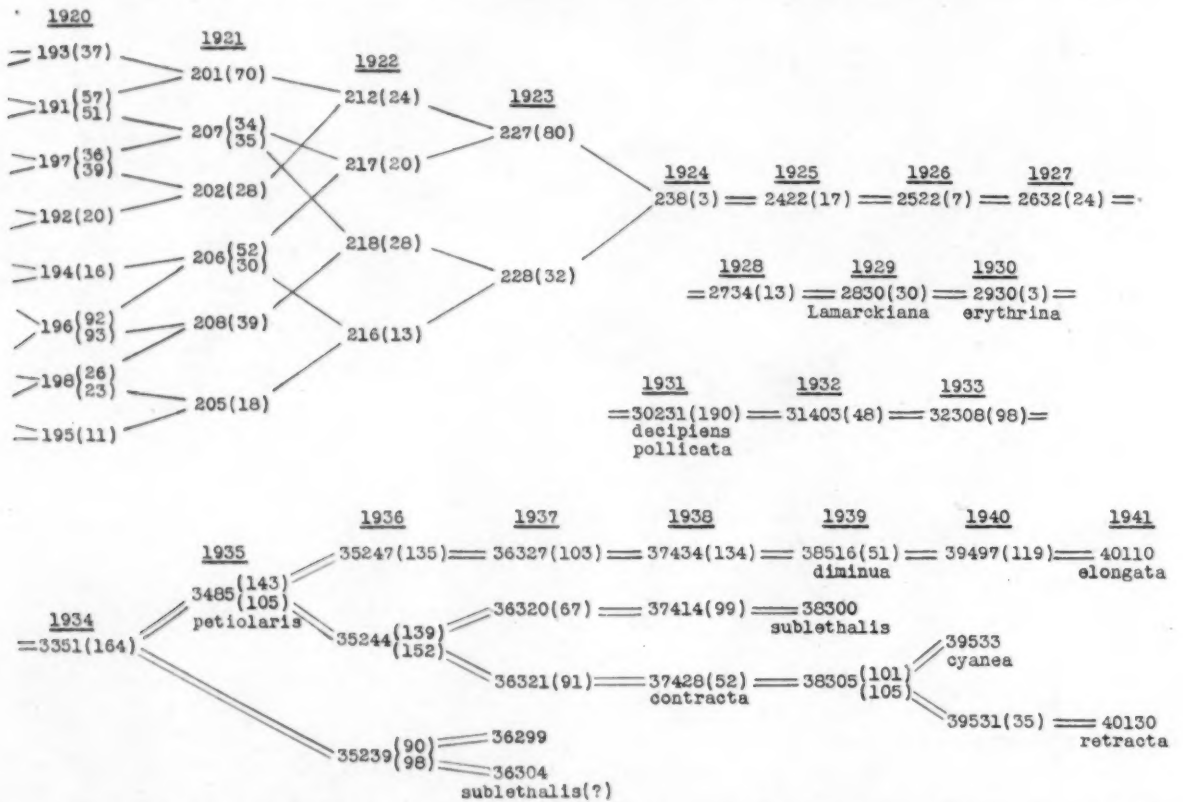 1920
193(37)
191(57
(51
197(36
(39
192(20)
194(16)
196(92
(93
198(26
(23
195(11)
1921
201(70)
207(34
(35
202(28)
206(52
(30
208(39)
205(18)
1922
212(24)
217(20)
218(28)
216(13)
1923
227(80)
228(32)
1924 1925 1926 1927
238(3) 2422(17) 2522(7) 2632(24)
1928 1929 1930
2734(13) 2830(30) 2930(3)
Lamarckiana erythrina
1931 1932 1933
30231(190) 31403(48) 32308(98)
decipiens
pollicata
1934
3351(164)
1935
3485(143)
(105)
petiolaris
1936 1937 1938 1939 1940 1941
35247(135) 36327(103) 37434(134) 38516(51) 39497(119) 40110
diminua elongata
36320(67) 37414(99) 38300
sublethalis
35244(139)
(152)
39533
cyanea
36321(91) 37428(52) 38305(101)
contracta (105)
39531(35) 40130
retracta
35239(90)
(98)
36299
36304
sublethalis(?)